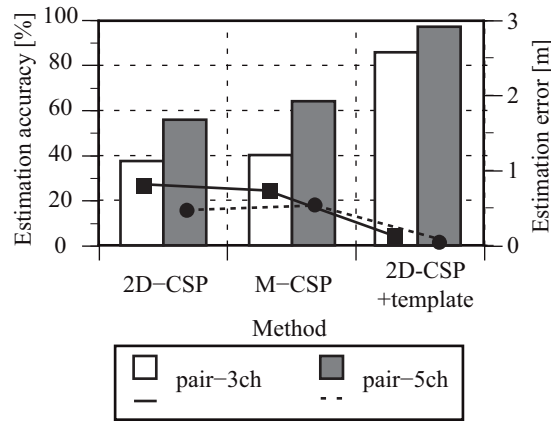 Estimation accuracy [%]
100
80
60
40
20
0
Estimation error [m]
3
2
1
0
2D−CSP
M−CSP
2D-CSP
+template
Method
pair−3ch
pair−5ch